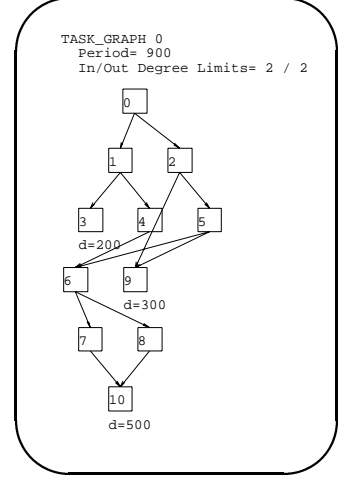 TASK_GRAPH 0
Period= 900
In/Out Degree Limits= 2 / 2
0
1 2
3 4 5
d=200
6 9
d=300
7 8
10
d=500